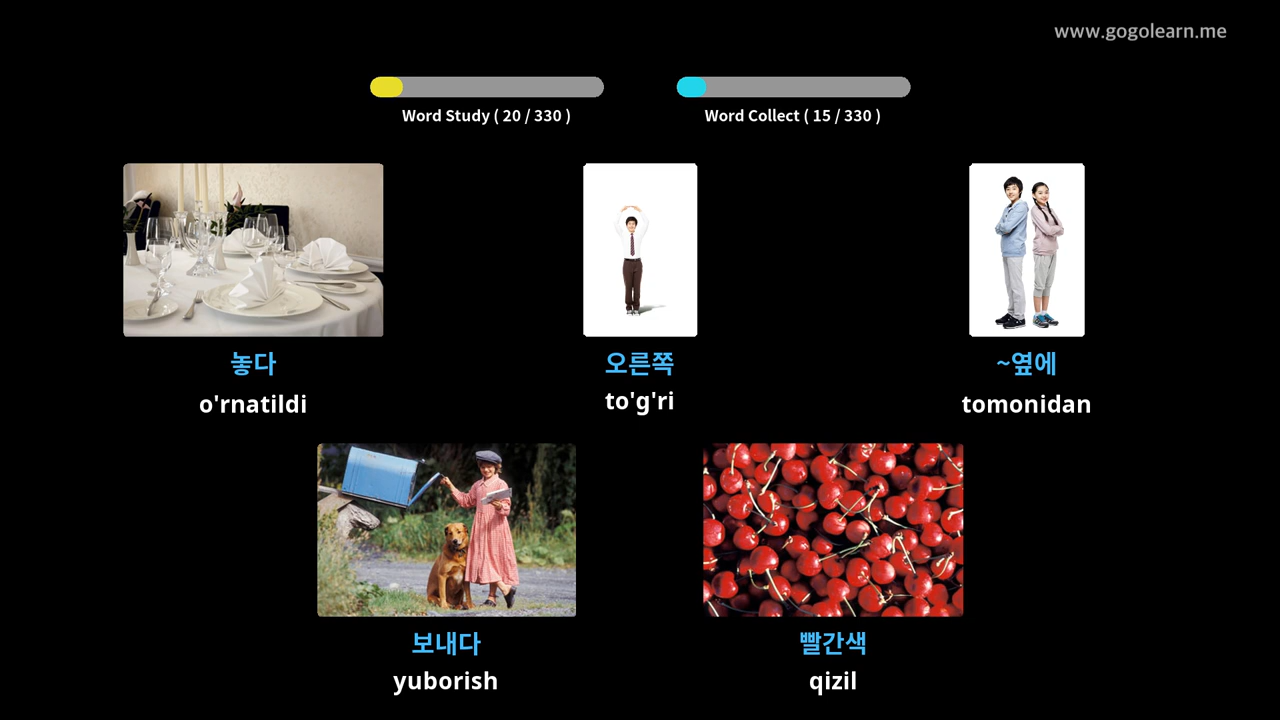 www.gogolearn.me
Word Study ( 20 / 330 )
Word Collect ( 15 / 330 )
놓다
o'rnatildi
오른쪽
to'g'ri
~옆에
tomonidan
보내다
yuborish
빨간색
qizil